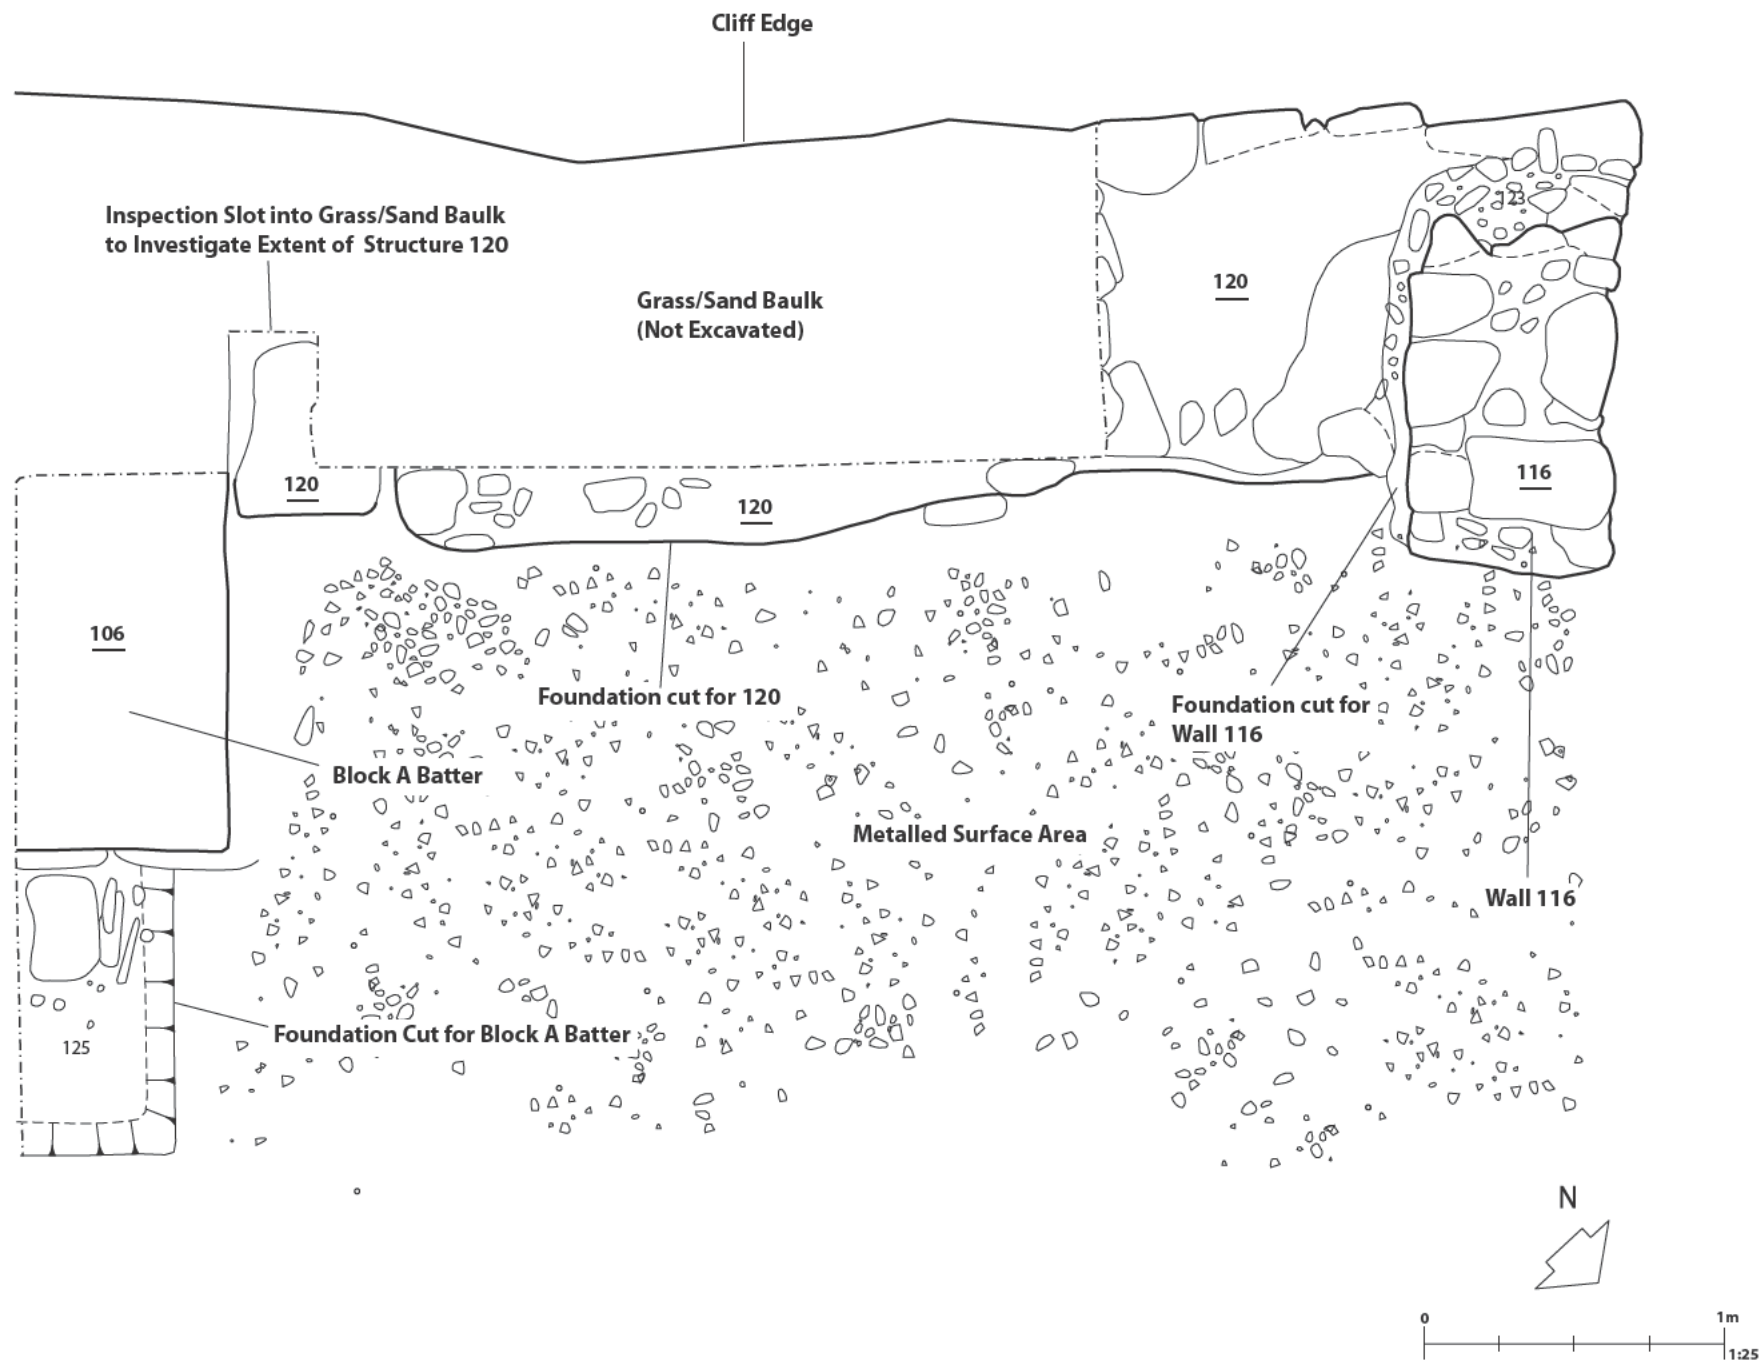 Cliff Edge
Inspection Slot into Grass/Sand Baulk
to Investigate Extent of Structure 120
123
Grass/Sand Baulk
(Not Excavated)
120
120
120
116
106
Foundation cut for 120
Foundation cut for
Wall 116
Block A Batter
Metalled Surface Area
Wall 116
Foundation Cut for Block A Batter
125
N
0
1m
1:25